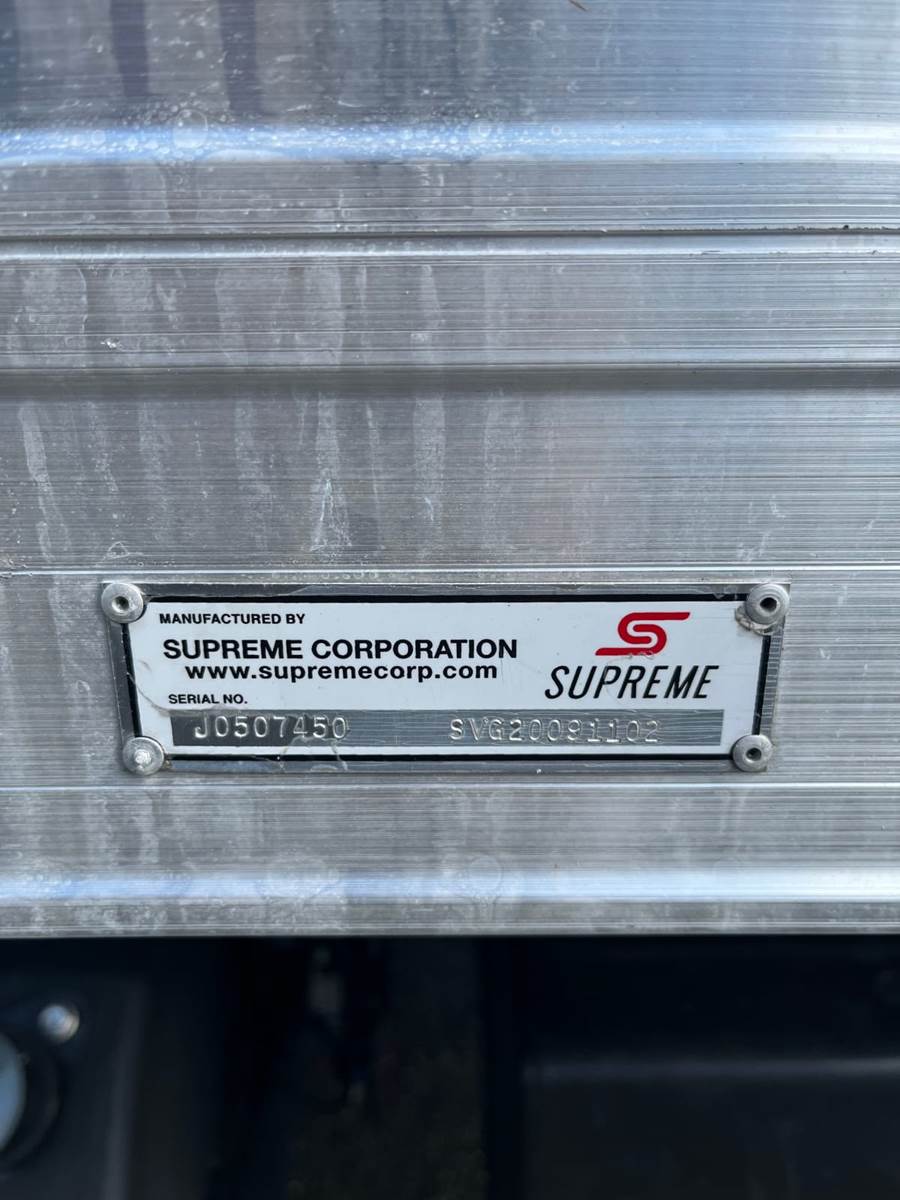 MANUFACTURED BY
SUPREME CORPORATION
www.supremecorp.com
SUPREME
SERIAL NO.
J0507450 SVG20091102